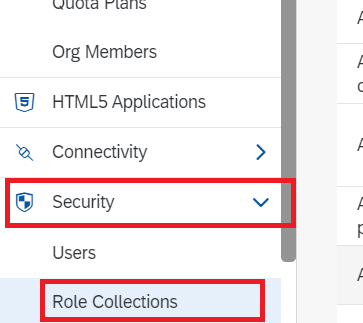 Quota Plans
Org Members
HTML5 Applications
Connectivity
Security
Users
Role Collections